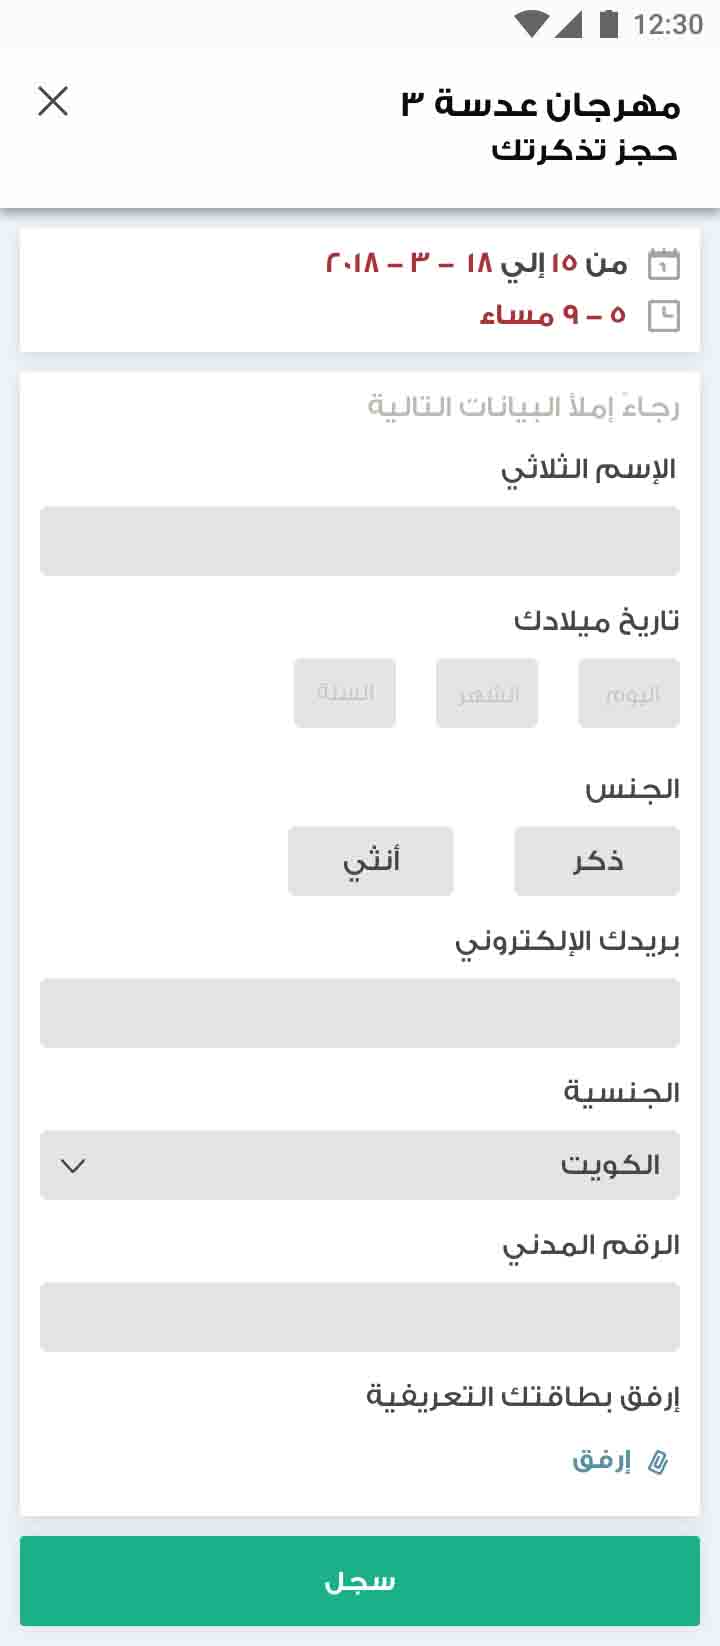 12:30
مهرجان عدسة ٣
حجز تذكرتك
من ١٥ إلي ١٨ - ٣ - ٢٠١٨
٥ - ٩ مساء
رجاءً إملأ البيانات التالية
الإسم الثلاثي
تاريخ ميلادك
اليوم الشهر السنة
الجنس
ذكر أنثي
بريدك الإلكتروني
الجنسية
الكويت
الرقم المدني
إرفق بطاقتك التعريفية
إرفق
سجل